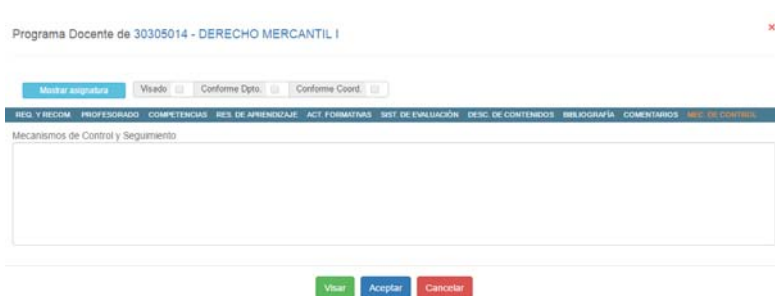 Programa Docente de 30305014 - DERECHO MERCANTIL I
×
Mostrar asignatura Visado Conforme Dpto. Conforme Coord.
REQ. Y RECOM. PROFESORADO COMPETENCIAS RES. DE APRENDIZAJE ACT. FORMATIVAS SIST. DE EVALUACIÓN DESC. DE CONTENIDOS BIBLIOGRAFÍA COMENTARIOS MEC. DE CONTROL
Mecanismos de Control y Seguimiento
Visar Aceptar Cancelar